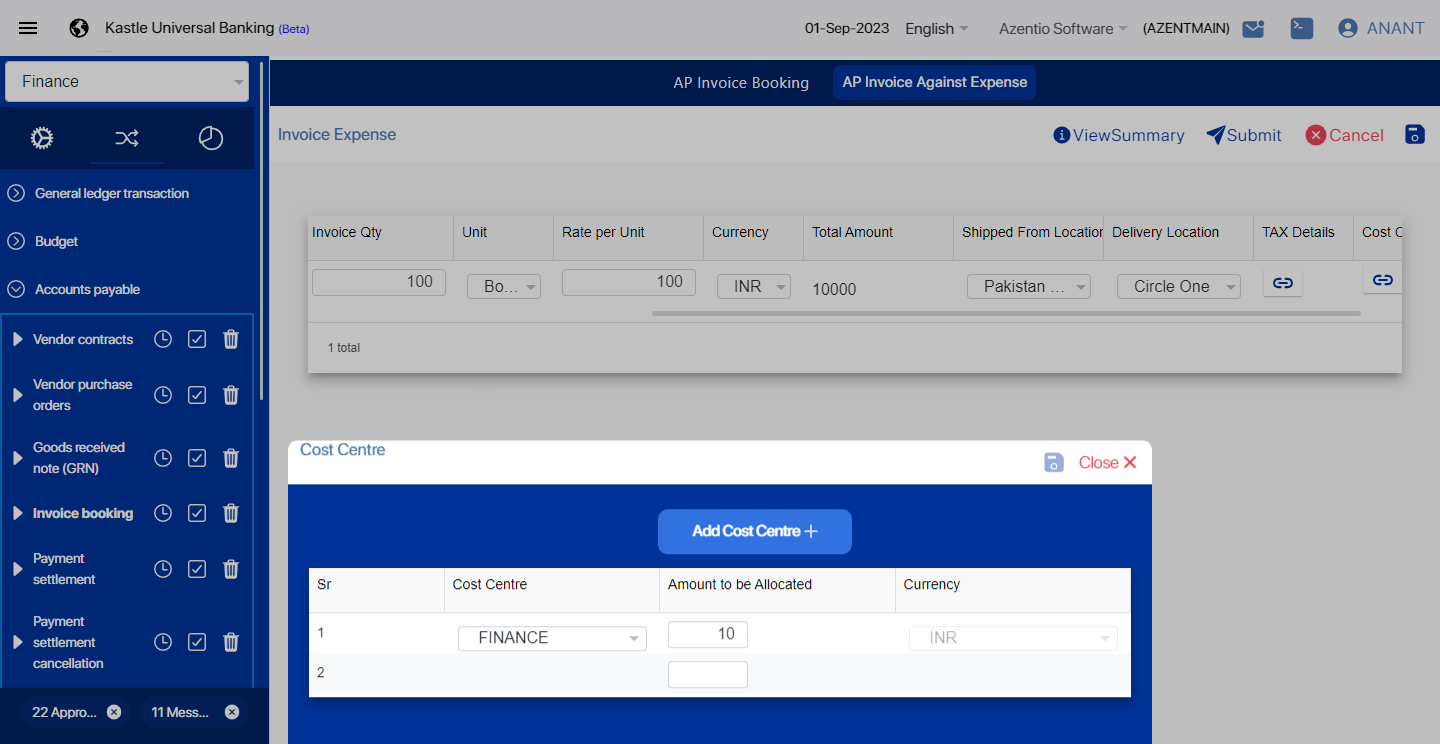 Kastle Universal Banking (Beta)
01-Sep-2023
English
Azentio Software
(AZENTMAIN)
ANANT
Finance
AP Invoice Booking
AP Invoice Against Expense
Invoice Expense
ViewSummary
Submit
Cancel
General ledger transaction
Budget
Accounts payable
Vendor contracts
Vendor purchase
orders
Goods received
note (GRN)
Invoice booking
Payment
settlement
Payment
settlement
cancellation
22 Appro...
11 Mess...
Invoice Qty Unit Rate per Unit Currency Total Amount Shipped From Location Delivery Location TAX Details Cost C
100 Bo... 100 INR 10000 Pakistan ... Circle One
1 total
Cost Centre
Close
Add Cost Centre +
Sr Cost Centre Amount to be Allocated Currency
1 FINANCE 10 INR
2